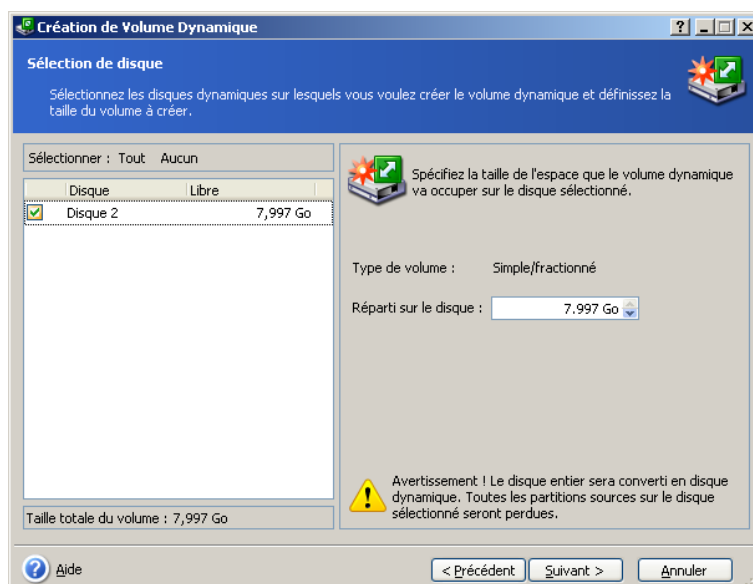 Création de Volume Dynamique
Sélection de disque
Sélectionnez les disques dynamiques sur lesquels vous voulez créer le volume dynamique et définissez la
taille du volume à créer.
Sélectionner : Tout Aucun
Disque Libre
Disque 2 7,997 Go
Taille totale du volume : 7,997 Go
Spécifiez la taille de l'espace que le volume dynamique
va occuper sur le disque sélectionné.
Type de volume : Simple/fractionné
Réparti sur le disque : 7.997 Go
Avertissement ! Le disque entier sera converti en disque
dynamique. Toutes les partitions sources sur le disque
sélectionné seront perdues.
Aide
< Précédent Suivant > Annuler